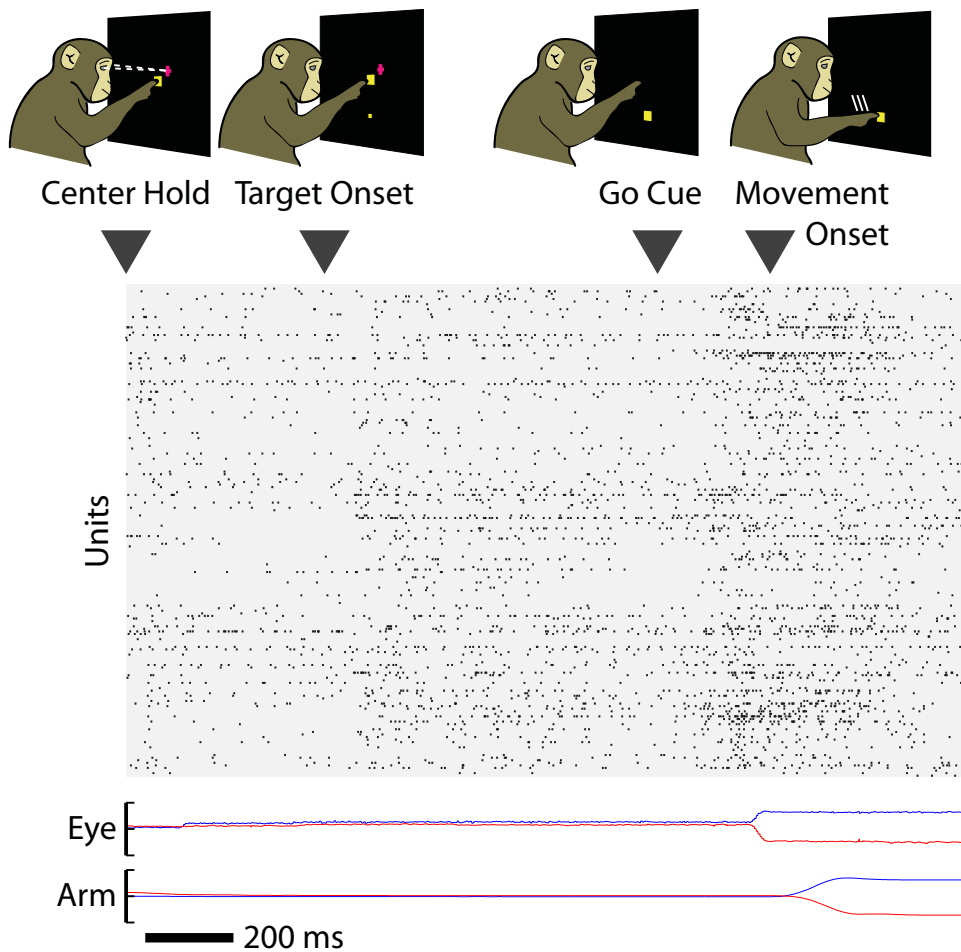 Center Hold
Target Onset
Go Cue
Movement
Onset
Units
Eye
Arm
200 ms